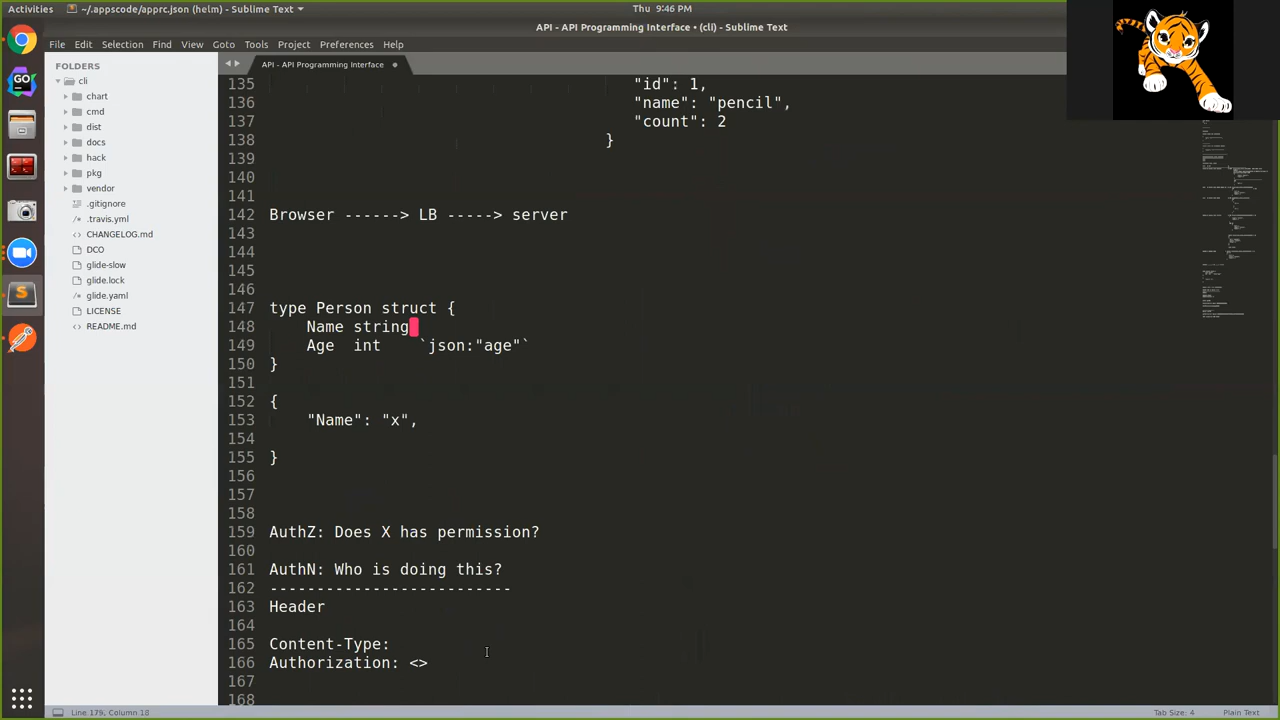 Activities
~/.appscode/apprc.json (helm) - Sublime Text
Thu 9:46 PM
API - API Programming Interface • (cli) - Sublime Text
File Edit Selection Find View Goto Tools Project Preferences Help
FOLDERS
cli
chart
cmd
dist
docs
hack
pkg
vendor
.gitignore
.travis.yml
CHANGELOG.md
DCO
glide-slow
glide.lock
glide.yaml
LICENSE
README.md
API - API Programming Interface
135 "id": 1,
136 "name": "pencil",
137 "count": 2
138 }
139
140
141
142 Browser ------> LB -----> server
143
144
145
146
147 type Person struct {
148 Name string
149 Age int `json:"age"`
150 }
151
152 {
153 "Name": "x",
154
155 }
156
157
158
159 AuthZ: Does X has permission?
160
161 AuthN: Who is doing this?
162 --------------------------
163 Header
164
165 Content-Type:
166 Authorization: <>
167
168
Line 179, Column 18
Tab Size: 4
Plain Text
GO
S